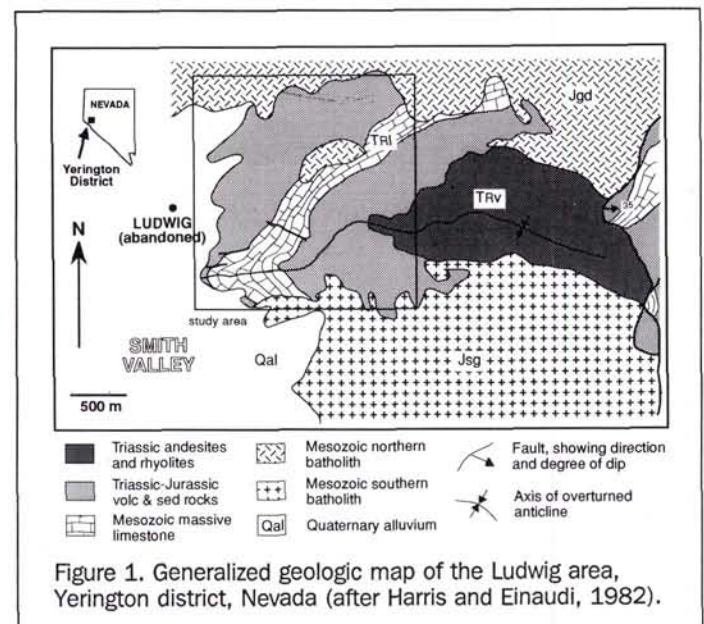 NEVADA
Yerington
District
N
LUDWIG
(abandoned)
SMITH
VALLEY
500 m
study area
Qal
TRl
TRv
Jgd
35
Jsg
Triassic andesites
and rhyolites
Triassic-Jurassic
volc & sed rocks
Mesozoic massive
limestone
Mesozoic northern
batholith
Mesozoic southern
batholith
Qal
Quaternary alluvium
Fault, showing direction
and degree of dip
Axis of overturned
anticline
Figure 1. Generalized geologic map of the Ludwig area,
Yerington district, Nevada (after Harris and Einaudi, 1982).